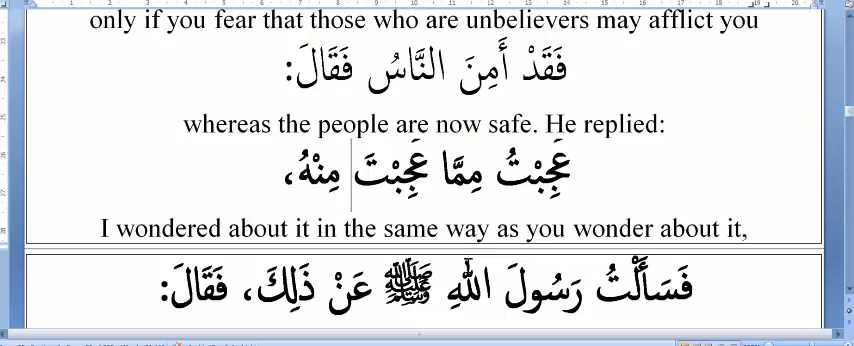 only if you fear that those who are unbelievers may afflict you
فَقَدْ أَمِنَ النَّاسُ فَقَالَ:
whereas the people are now safe. He replied:
عَجِبْتُ مِمَّا عَجِبْتَ مِنْهُ،
I wondered about it in the same way as you wonder about it,
فَسَأَلْتُ رَسُولَ اللهِ ﷺ عَنْ ذَلِكَ، فَقَالَ: